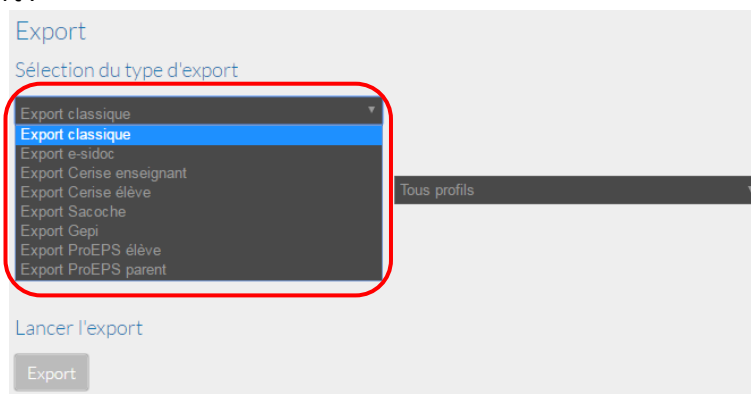 Export
Sélection du type d'export
Export classique
Export classique
Export e-sidoc
Export Cerise enseignant
Export Cerise élève
Tous profils
Export Sacoche
Export Gepi
Export ProEPS élève
Export ProEPS parent
Lancer l'export
Export